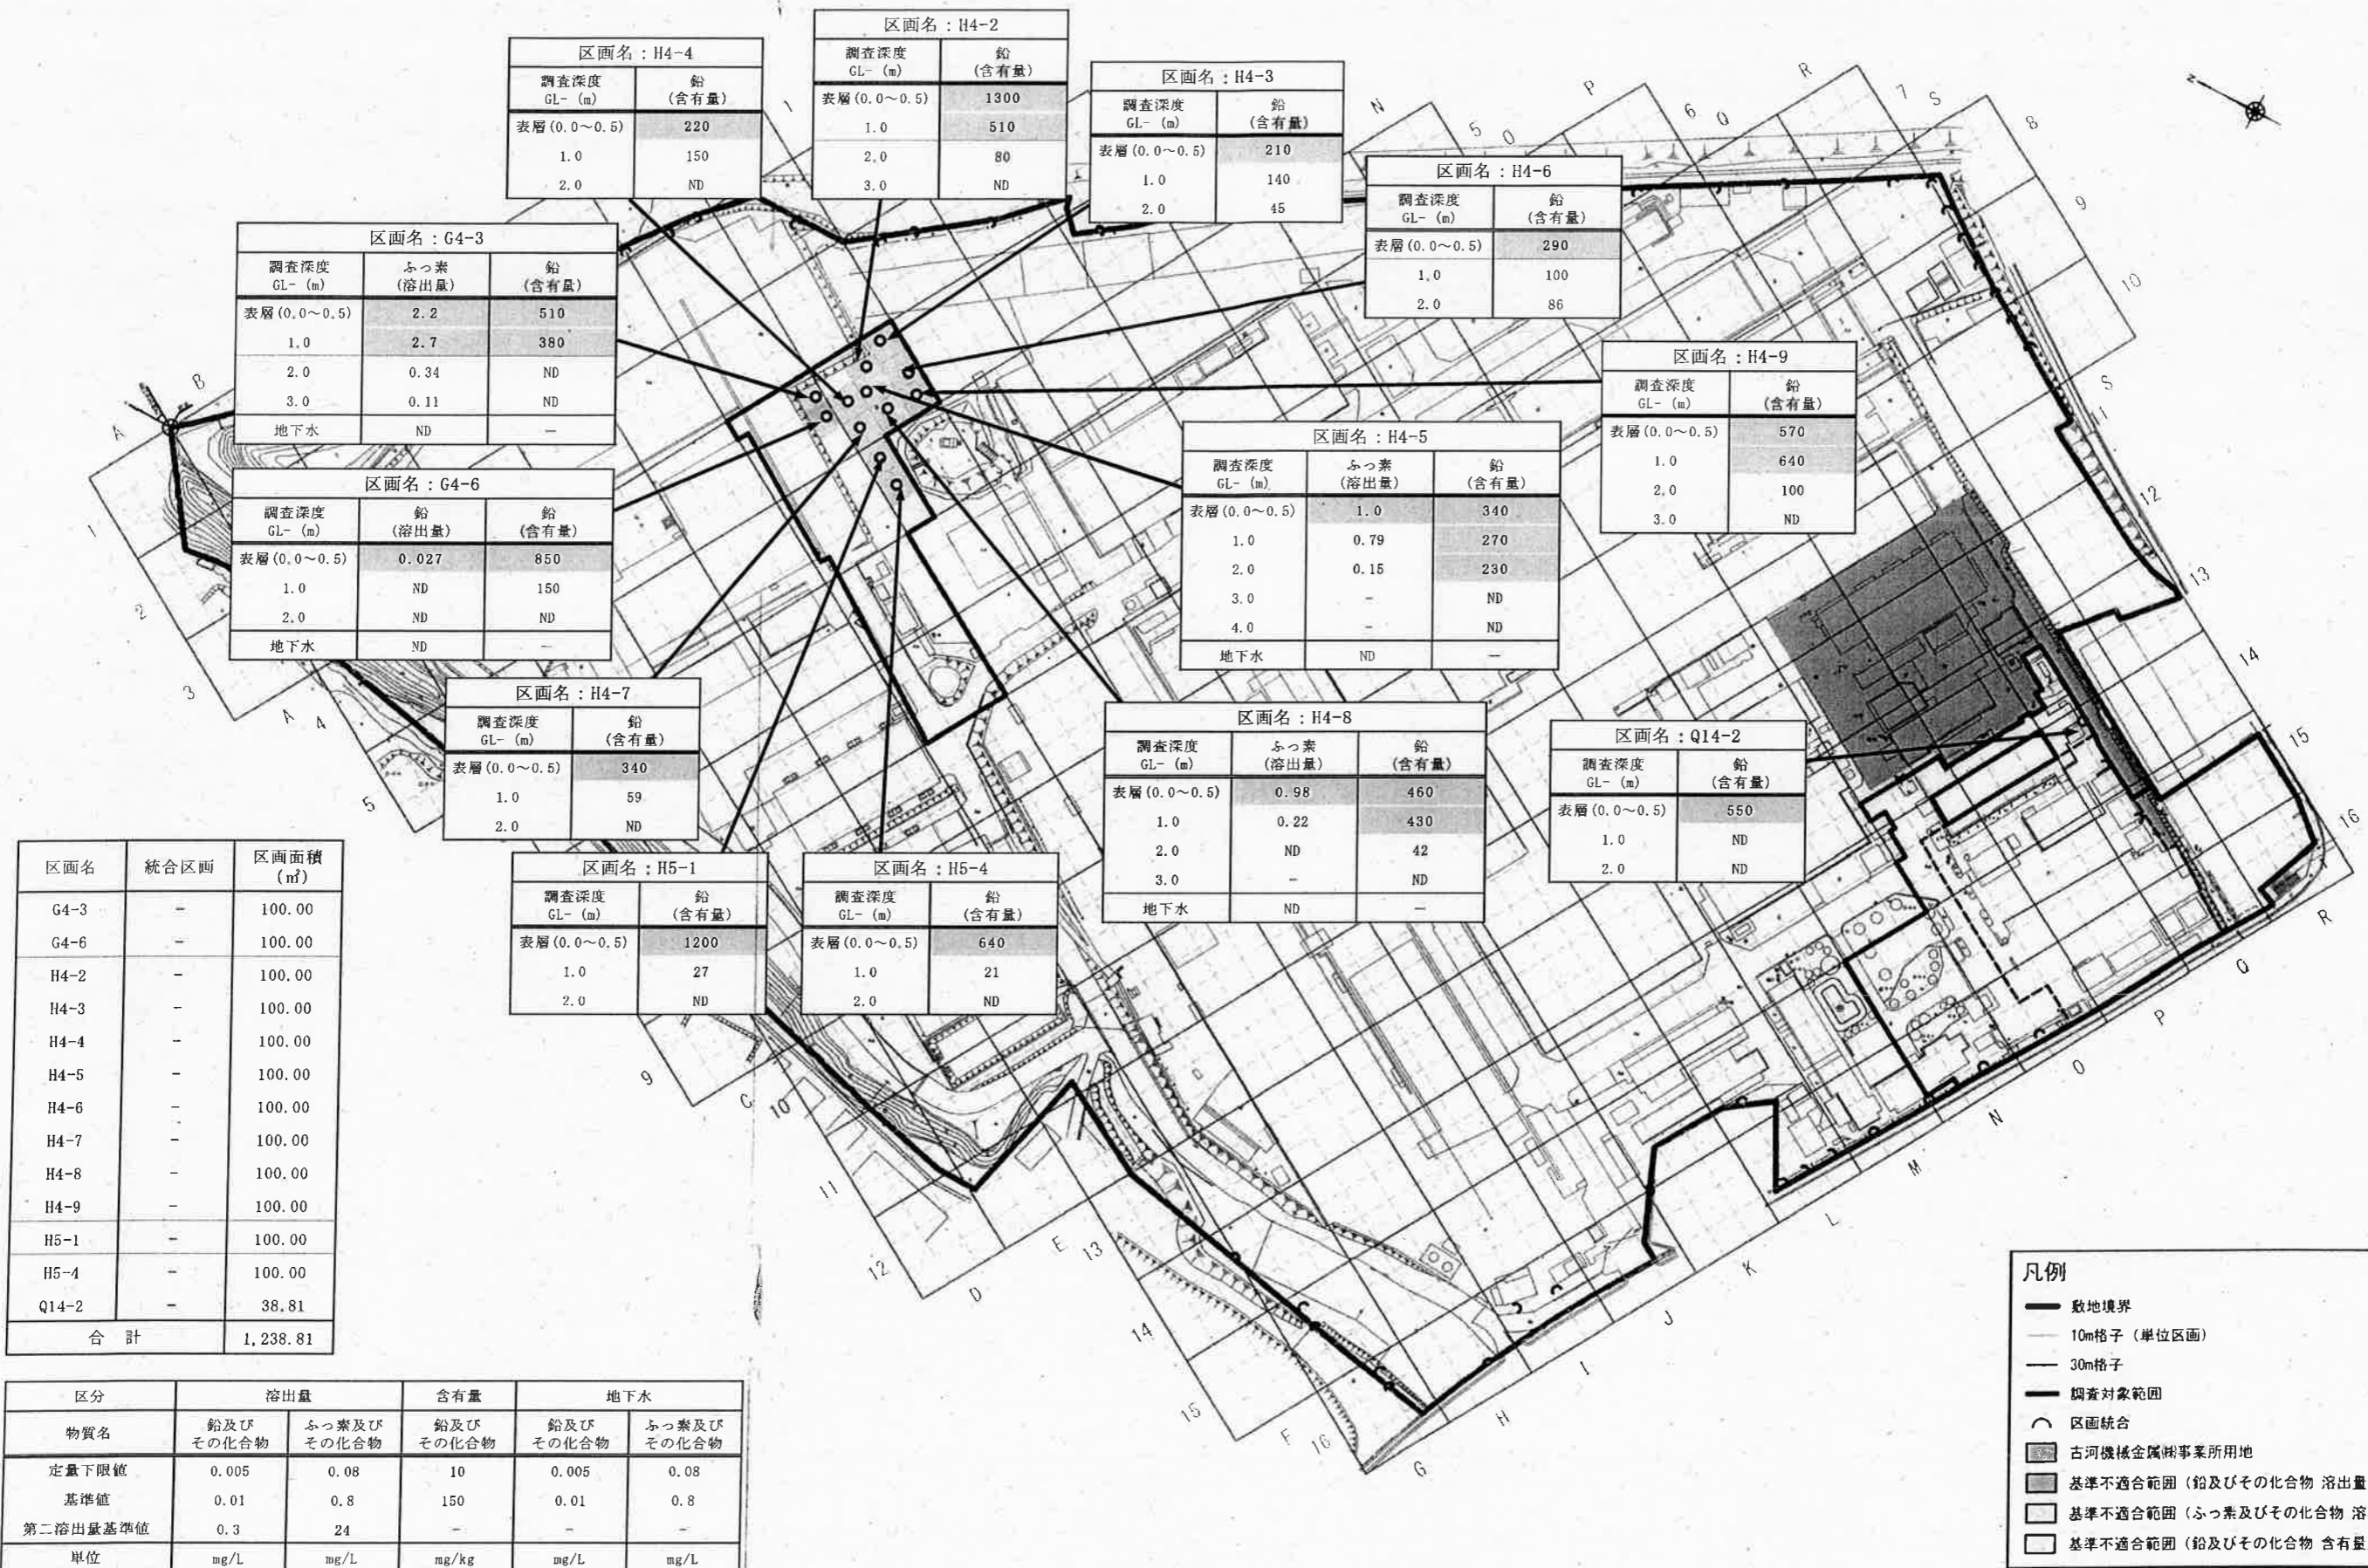 区画名：H4-4
調査深度 GL- (m) 鉛 (含有量)
表層(0.0～0.5) 220
1.0 150
2.0 ND
区画名：H4-2
調査深度 GL- (m) 鉛 (含有量)
表層(0.0～0.5) 1300
1.0 510
2.0 80
3.0 ND
区画名：H4-3
調査深度 GL- (m) 鉛 (含有量)
表層(0.0～0.5) 210
1.0 140
2.0 45
区画名：H4-6
調査深度 GL- (m) 鉛 (含有量)
表層(0.0～0.5) 290
1.0 100
2.0 86
区画名：G4-3
調査深度 GL- (m) ふっ素 (溶出量) 鉛 (含有量)
表層(0.0～0.5) 2.2 510
1.0 2.7 380
2.0 0.34 ND
3.0 0.11 ND
地下水 ND －
区画名：H4-9
調査深度 GL- (m) 鉛 (含有量)
表層(0.0～0.5) 570
1.0 640
2.0 100
3.0 ND
区画名：G4-6
調査深度 GL- (m) 鉛 (溶出量) 鉛 (含有量)
表層(0.0～0.5) 0.027 850
1.0 ND 150
2.0 ND ND
地下水 ND －
区画名：H4-5
調査深度 GL- (m) ふっ素 (溶出量) 鉛 (含有量)
表層(0.0～0.5) 1.0 340
1.0 0.79 270
2.0 0.15 230
3.0 - ND
4.0 - ND
地下水 ND －
区画名：H4-7
調査深度 GL- (m) 鉛 (含有量)
表層(0.0～0.5) 340
1.0 59
2.0 ND
区画名：H4-8
調査深度 GL- (m) ふっ素 (溶出量) 鉛 (含有量)
表層(0.0～0.5) 0.98 460
1.0 0.22 430
2.0 ND 42
3.0 - ND
地下水 ND －
区画名：Q14-2
調査深度 GL- (m) 鉛 (含有量)
表層(0.0～0.5) 550
1.0 ND
2.0 ND
区画名：H5-1
調査深度 GL- (m) 鉛 (含有量)
表層(0.0～0.5) 1200
1.0 27
2.0 ND
区画名：H5-4
調査深度 GL- (m) 鉛 (含有量)
表層(0.0～0.5) 640
1.0 21
2.0 ND
1
N
5
O
P
6
Q
R
7
S
8
9
10
S
11
12
13
14
15
16
R
Q
P
O
N
M
L
K
J
I
H
G
16
F
15
14
13
E
D
12
11
10
C
9
5
4
A
3
2
1
A
B
区画名 統合区画 区画面積 (㎡)
G4-3 - 100.00
G4-6 - 100.00
H4-2 - 100.00
H4-3 - 100.00
H4-4 - 100.00
H4-5 - 100.00
H4-6 - 100.00
H4-7 - 100.00
H4-8 - 100.00
H4-9 - 100.00
H5-1 - 100.00
H5-4 - 100.00
Q14-2 - 38.81
合計 1,238.81
区分 溶出量 含有量 地下水
物質名 鉛及びその化合物 ふっ素及びその化合物 鉛及びその化合物 鉛及びその化合物 ふっ素及びその化合物
定量下限値 0.005 0.08 10 0.005 0.08
基準値 0.01 0.8 150 0.01 0.8
第二溶出量基準値 0.3 24 - - -
単位 mg/L mg/L mg/kg mg/L mg/L
凡例
敷地境界
10m格子（単位区画）
30m格子
調査対象範囲
区画統合
古河機械金属㈱事業所用地
基準不適合範囲（鉛及びその化合物 溶出量
基準不適合範囲（ふっ素及びその化合物 溶
基準不適合範囲（鉛及びその化合物 含有量